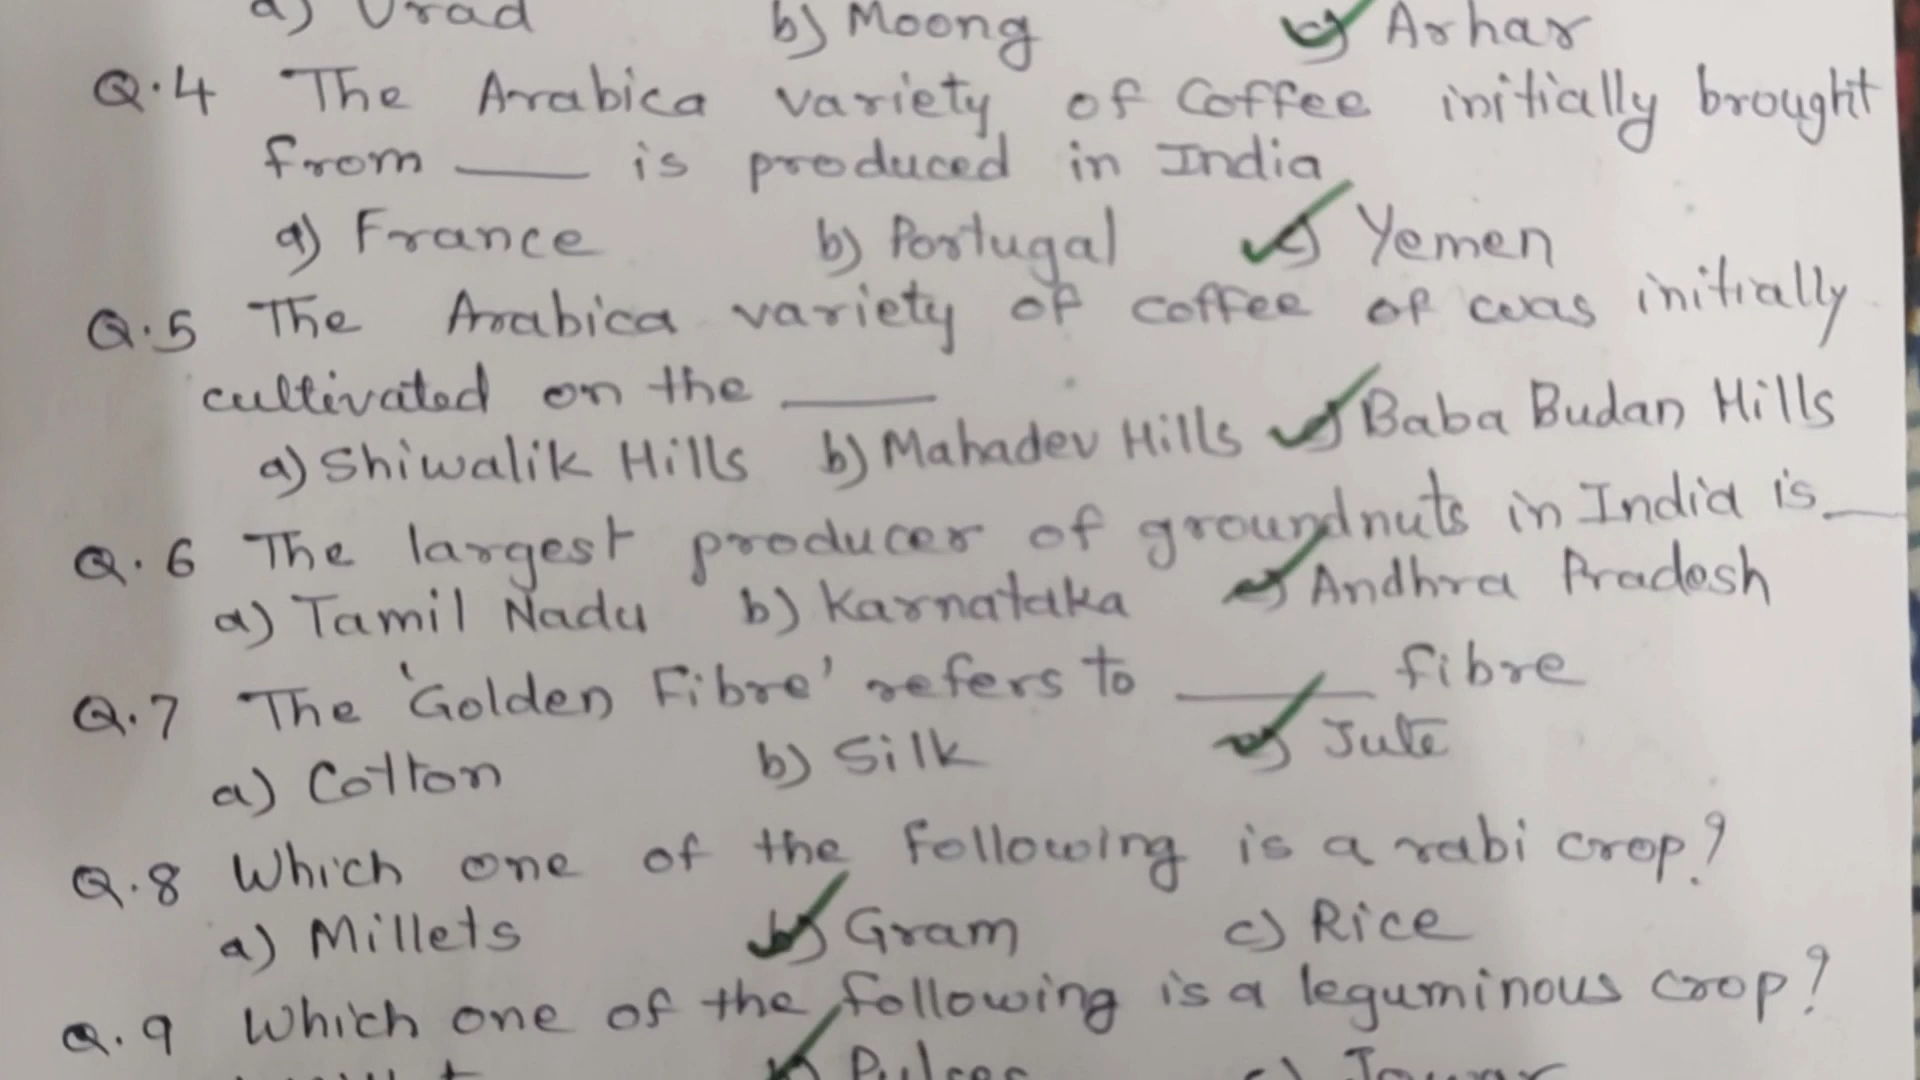 a) Urad b) Moong c) Arhar
Q.4 The Arabica variety of Coffee initially brought
from ____ is produced in India
a) France b) Portugal c) Yemen
Q.5 The Arabica variety of coffee of was initially
cultivated on the ____
a) Shiwalik Hills b) Mahadev Hills c) Baba Budan Hills
Q.6 The largest producer of groundnuts in India is ____
a) Tamil Nadu b) Karnataka c) Andhra Pradesh
Q.7 The 'Golden Fibre' refers to ____ fibre
a) Cotton b) Silk c) Jute
Q.8 Which one of the following is a rabi crop?
a) Millets b) Gram c) Rice
Q.9 Which one of the following is a leguminous crop?
b) Pulses c) Jowar